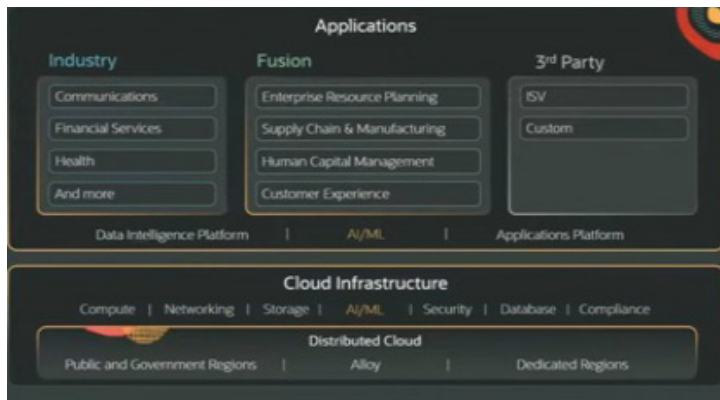 Applications
Industry
Communications
Financial Services
Health
And more
Fusion
Enterprise Resource Planning
Supply Chain & Manufacturing
Human Capital Management
Customer Experience
3rd Party
ISV
Custom
Data Intelligence Platform | AI/ML | Applications Platform
Cloud Infrastructure
Compute | Networking | Storage | AI/ML | Security | Database | Compliance
Distributed Cloud
Public and Government Regions | Alloy | Dedicated Regions